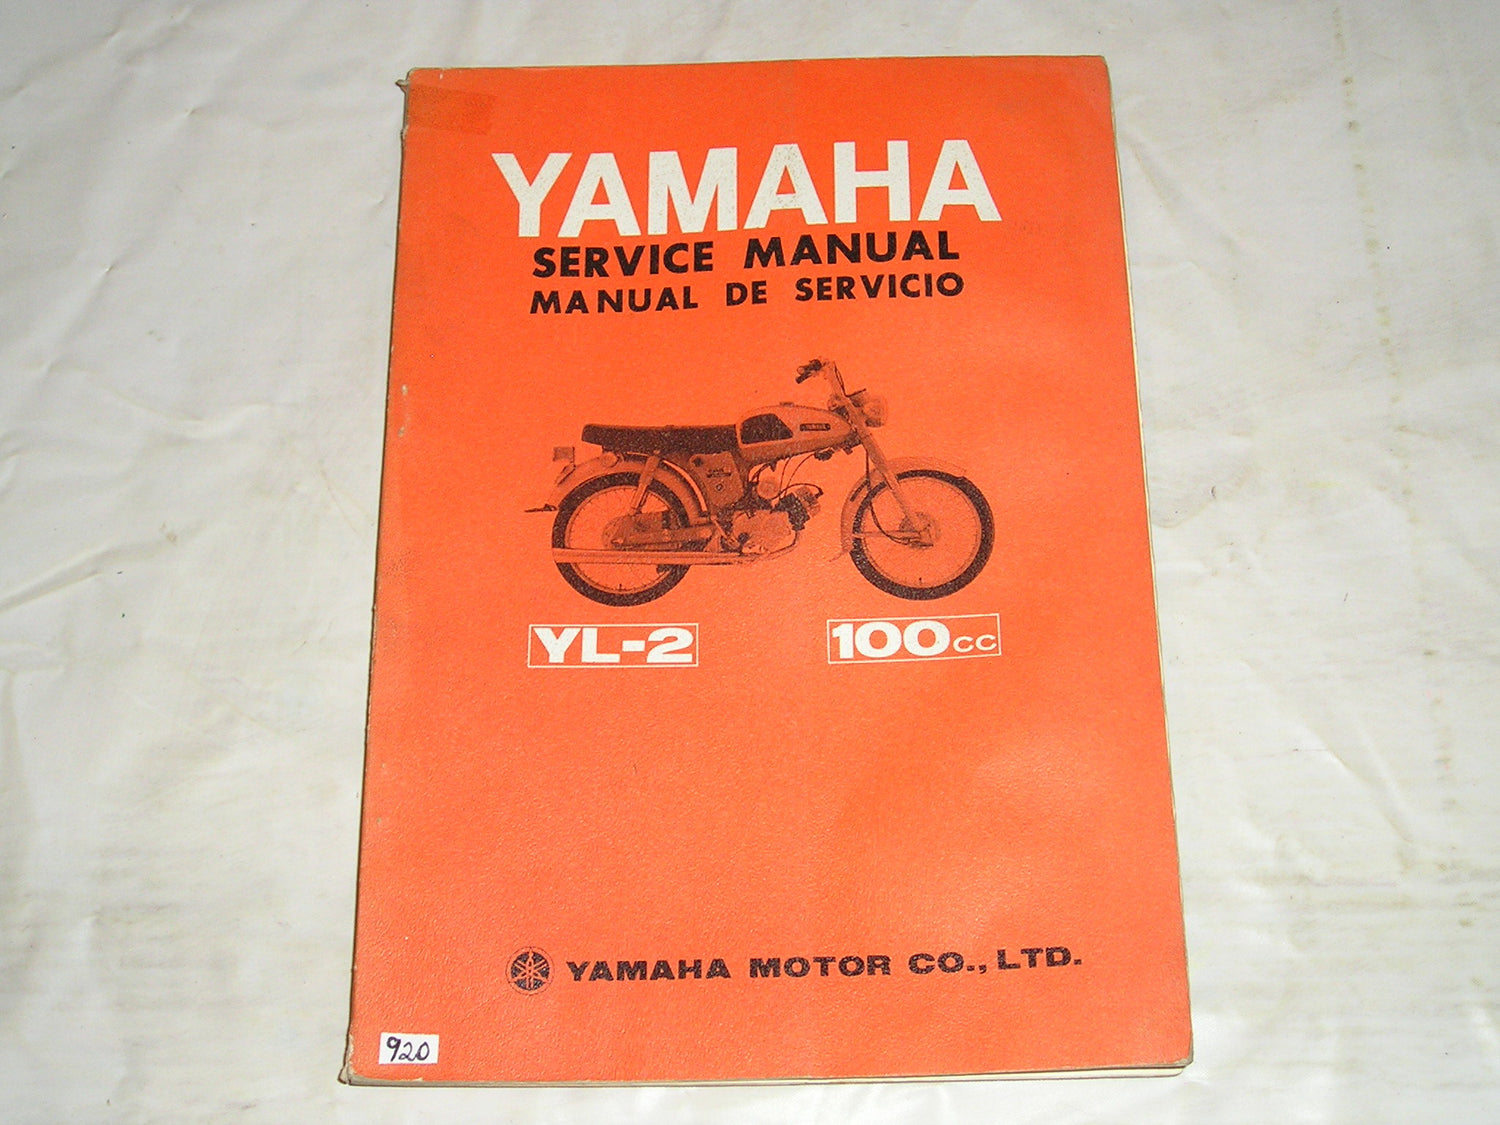 YAMAHA
SERVICE MANUAL
MANUAL DE SERVICIO
YL-2 100cc
YAMAHA MOTOR CO., LTD.
920